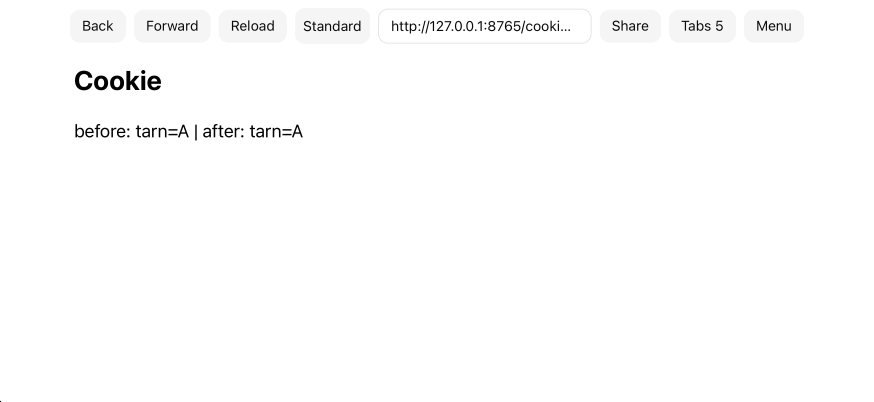 Back Forward Reload Standard http://127.0.0.1:8765/cooki... Share Tabs 5 Menu
Cookie
before: tarn=A | after: tarn=A